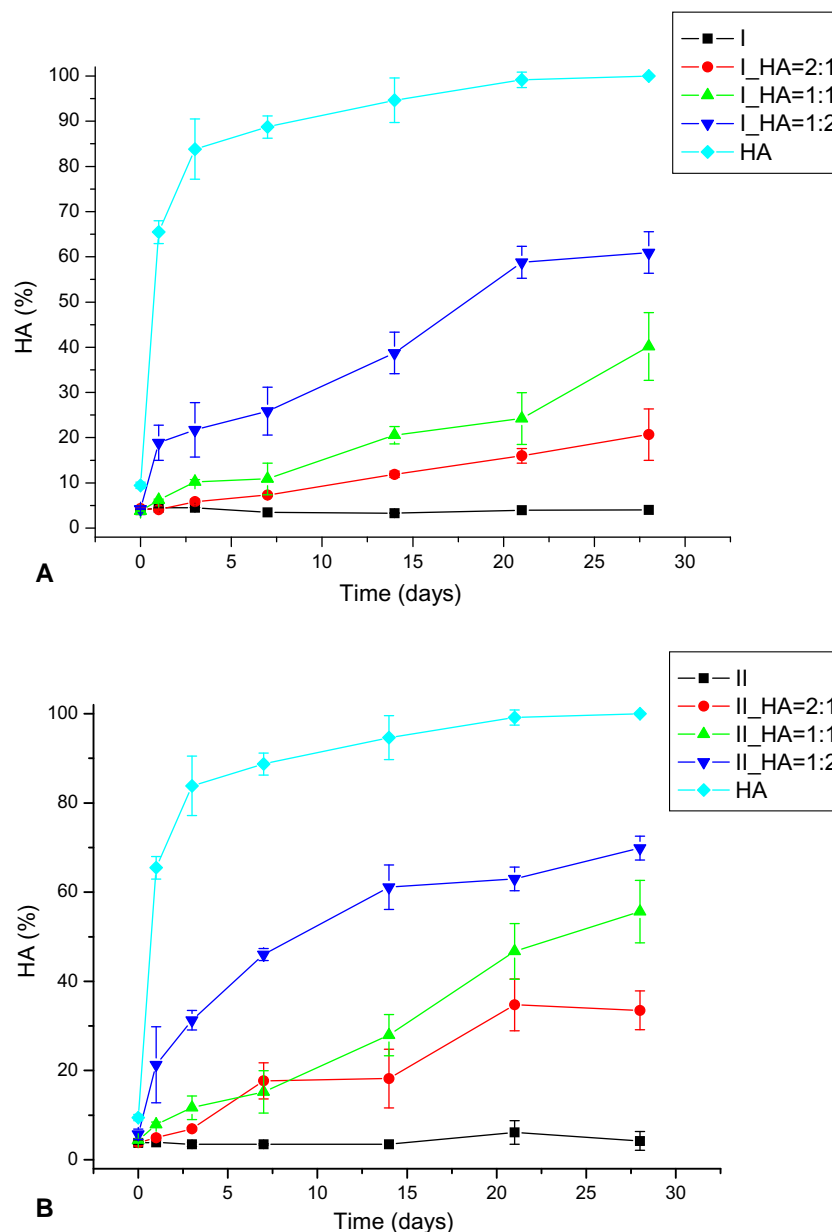 I
I_HA=2:1
I_HA=1:1
I_HA=1:2
HA
100
90
80
70
60
50
40
30
20
10
0
HA (%)
0 5 10 15 20 25 30
Time (days)
A
II
II_HA=2:1
II_HA=1:1
II_HA=1:2
HA
100
80
60
40
20
0
HA (%)
0 5 10 15 20 25 30
Time (days)
B